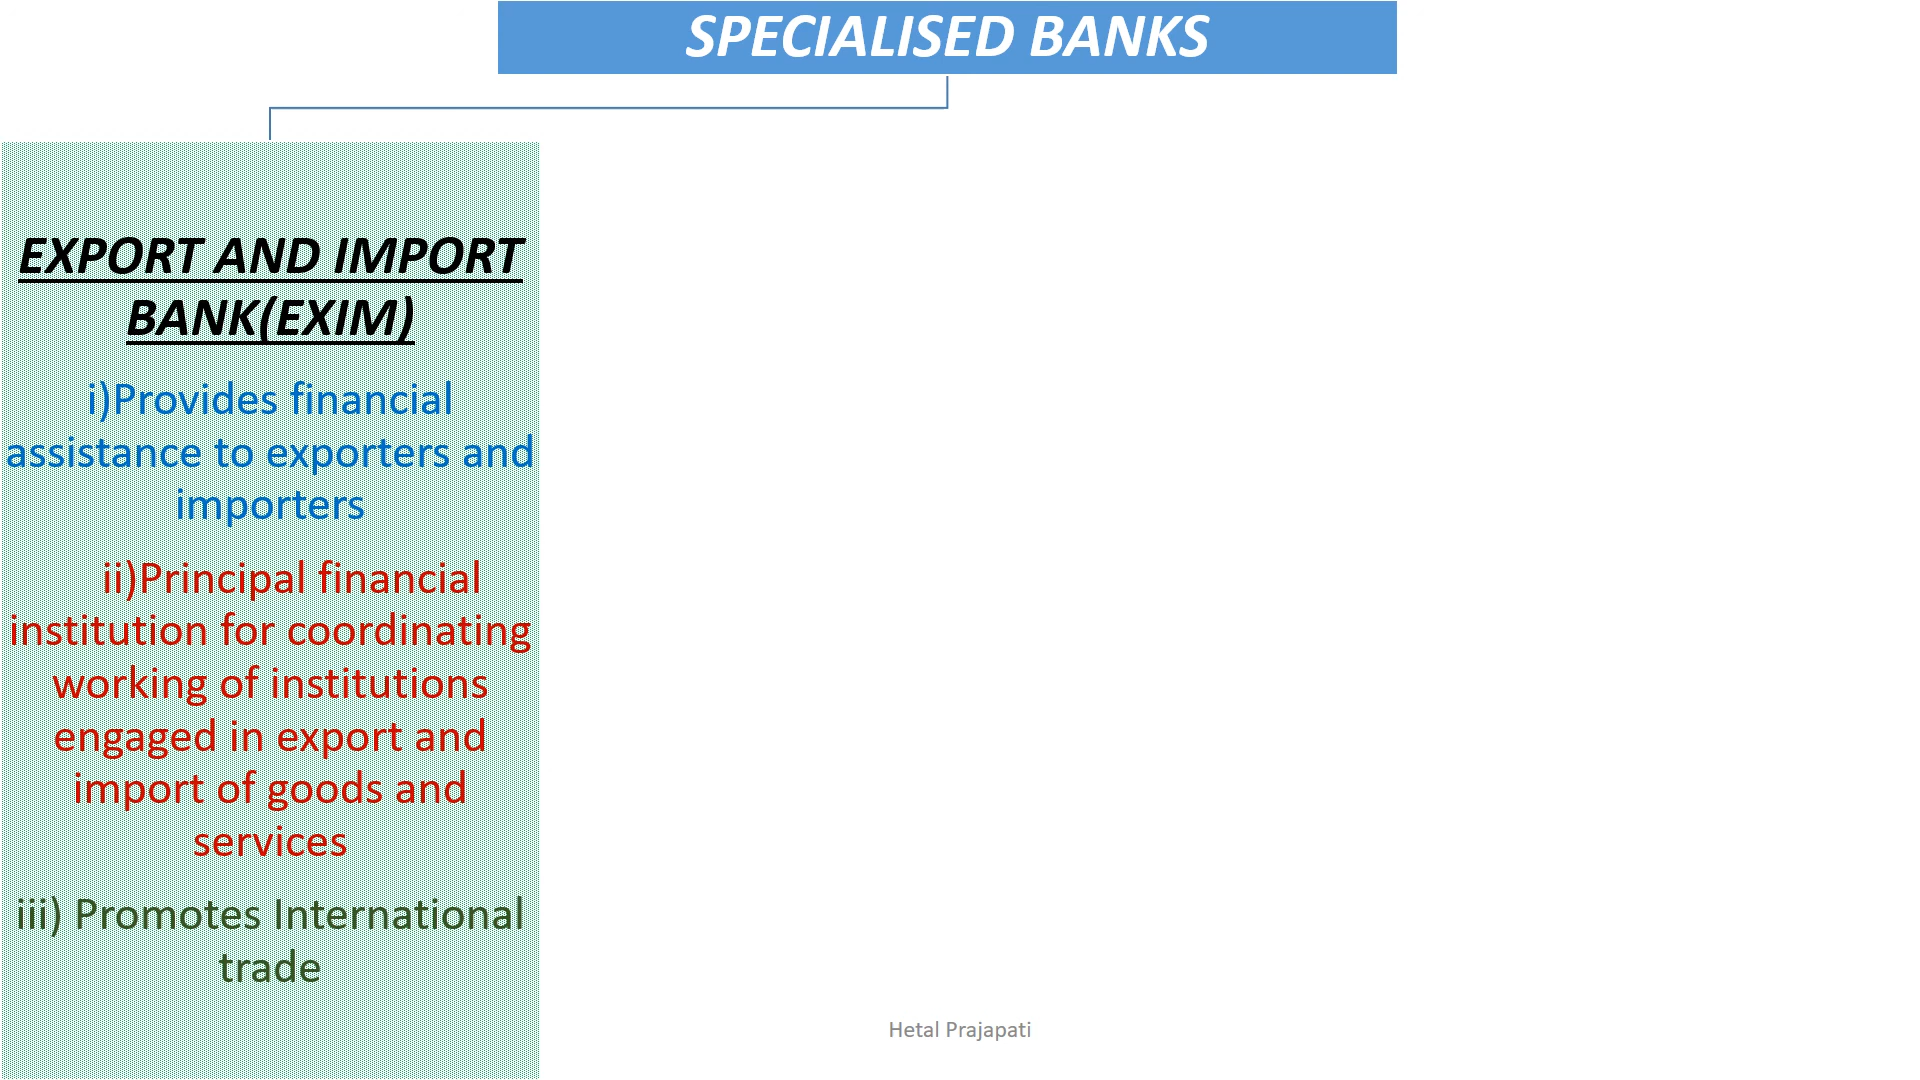 SPECIALISED BANKS
EXPORT AND IMPORT
BANK(EXIM)
i)Provides financial
assistance to exporters and
importers
ii)Principal financial
institution for coordinating
working of institutions
engaged in export and
import of goods and
services
iii) Promotes International
trade
Hetal Prajapati